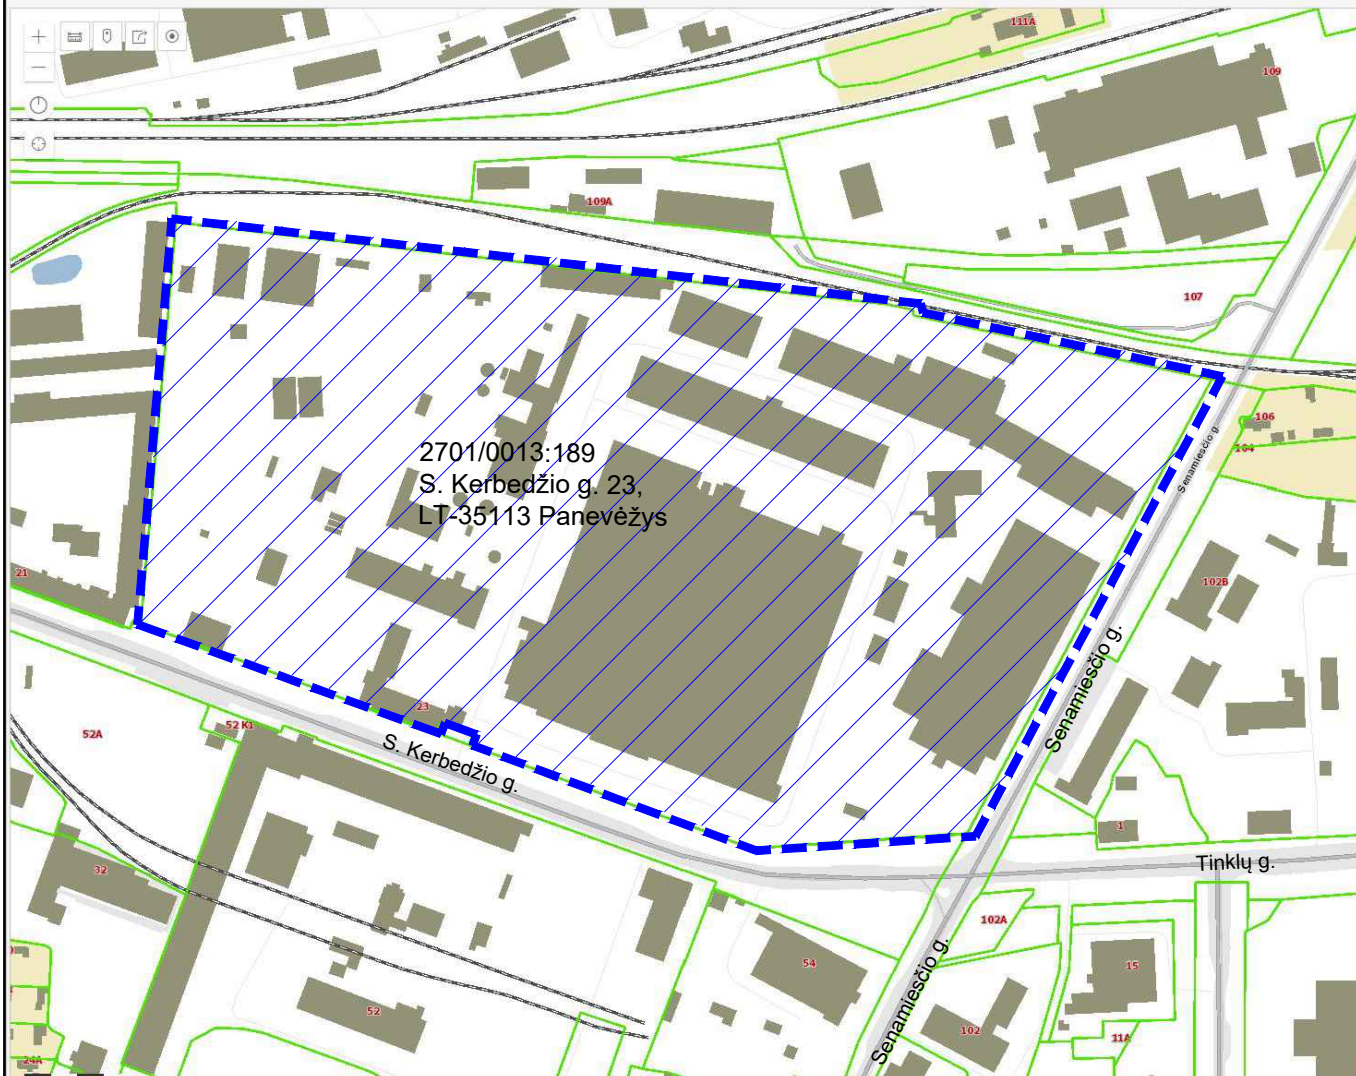 111A
109
109A
107
106
104
Senamiesčio g.
2701/0013:189
S. Kerbedžio g. 23,
LT-35113 Panevėžys
21
102B
Senamiesčio g.
23
52 K1
52A
S. Kerbedžio g.
1
Tinklų g.
32
102A
54
15
Senamiesčio g.
52
102
11A
24A